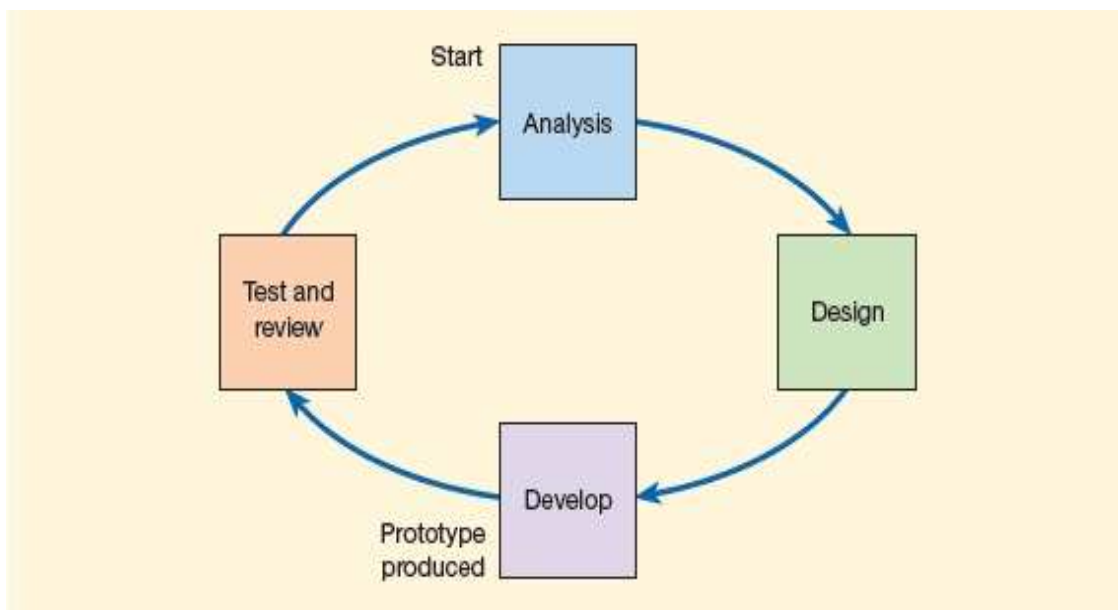 Start
Analysis
Test and
review
Design
Develop
Prototype
produced